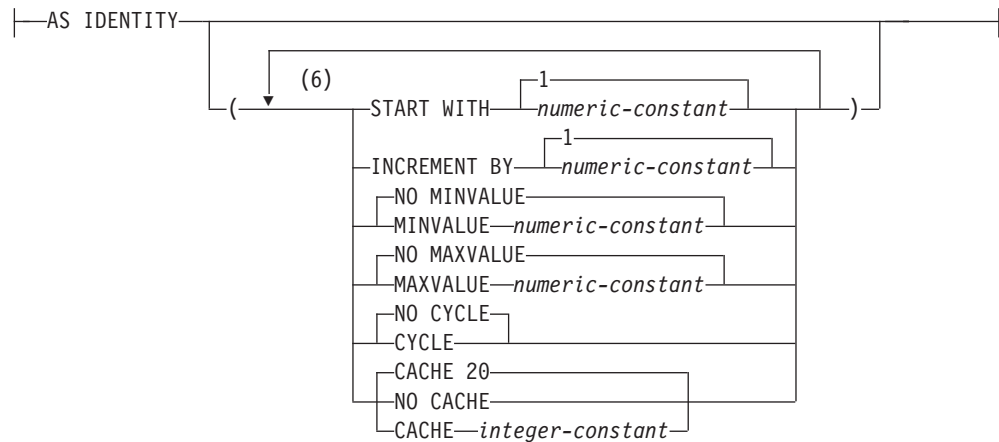 AS IDENTITY
(6)
1
( START WITH numeric-constant )
1
INCREMENT BY numeric-constant
NO MINVALUE
MINVALUE numeric-constant
NO MAXVALUE
MAXVALUE numeric-constant
NO CYCLE
CYCLE
CACHE 20
NO CACHE
CACHE integer-constant